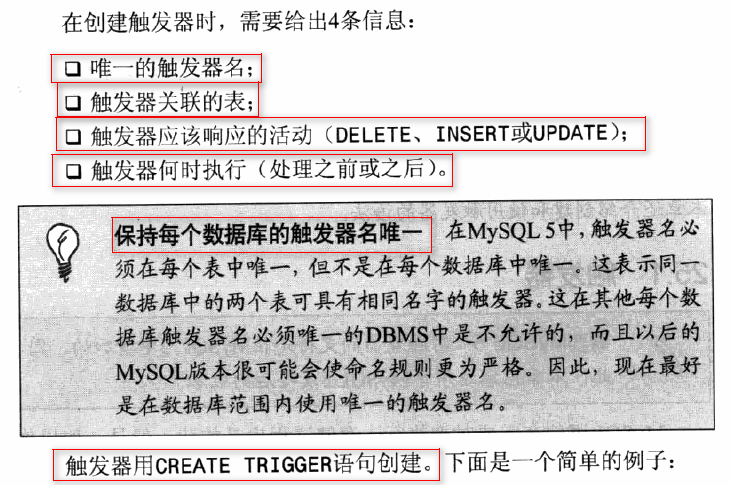 在创建触发器时，需要给出4条信息：
❑ 唯一的触发器名；
❑ 触发器关联的表；
❑ 触发器应该响应的活动（DELETE、INSERT或UPDATE）；
❑ 触发器何时执行（处理之前或之后）。
保持每个数据库的触发器名唯一 在MySQL 5中，触发器名必
须在每个表中唯一，但不是在每个数据库中唯一。这表示同一
数据库中的两个表可具有相同名字的触发器。这在其他每个数
据库触发器名必须唯一的DBMS中是不允许的，而且以后的
MySQL版本很可能会使命名规则更为严格。因此，现在最好
是在数据库范围内使用唯一的触发器名。
触发器用CREATE TRIGGER语句创建。下面是一个简单的例子：